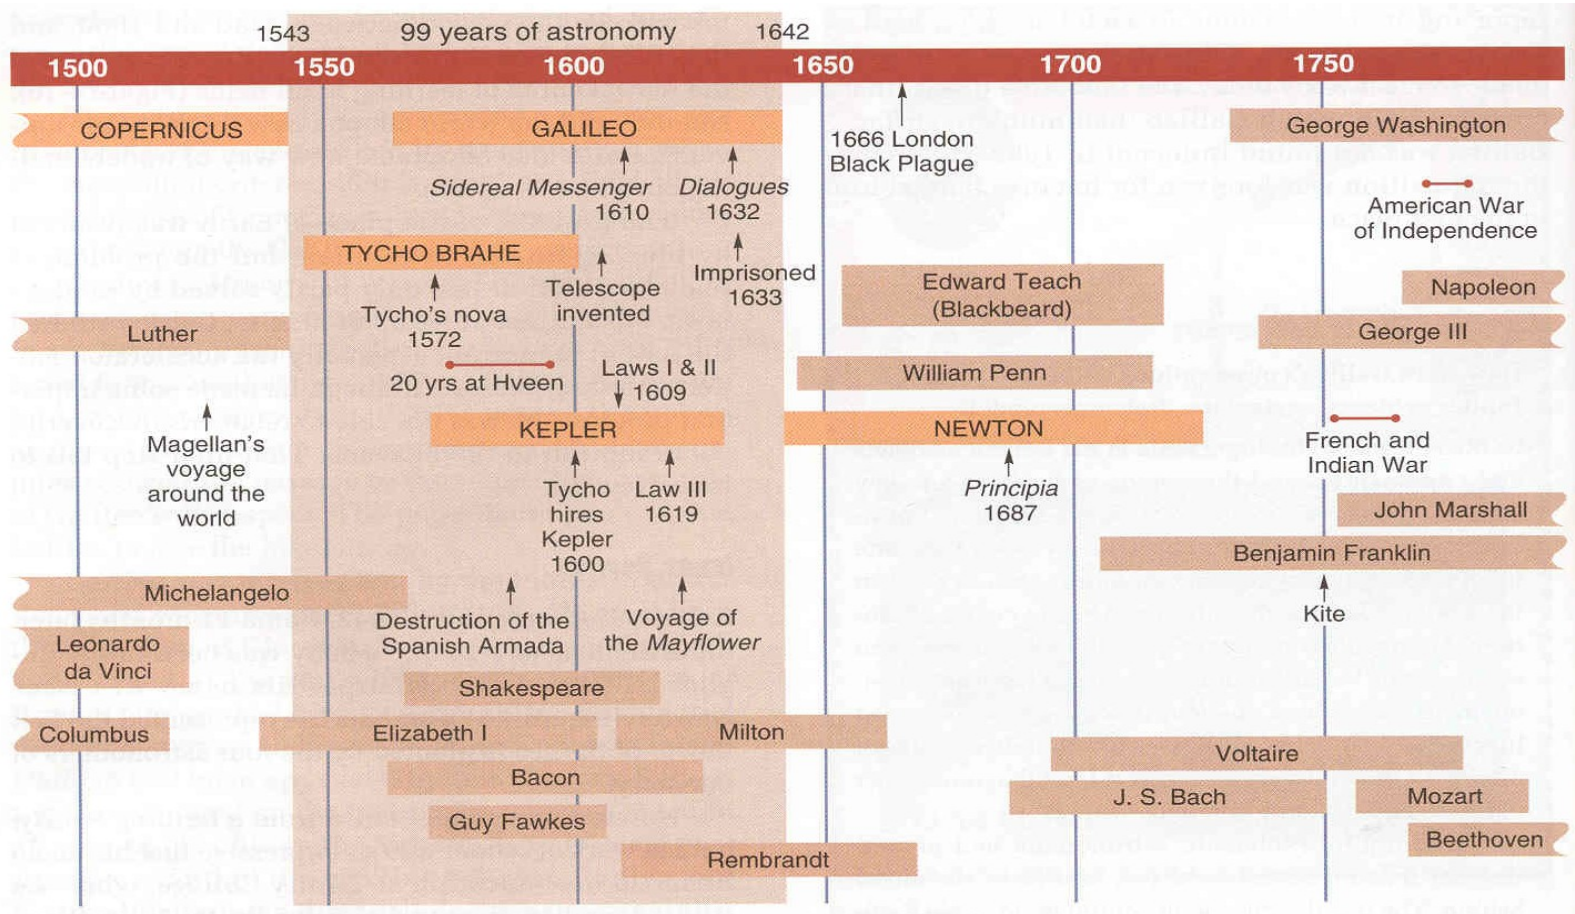 1543
99 years of astronomy
1642
1500
1550
1600
1650
1700
1750
COPERNICUS
GALILEO
1666 London
Black Plague
George Washington
Sidereal Messenger
1610
Dialogues
1632
American War
of Independence
TYCHO BRAHE
Imprisoned
1633
Telescope
invented
Tycho's nova
1572
Edward Teach
(Blackbeard)
Napoleon
Luther
George III
20 yrs at Hveen
Laws I & II
1609
William Penn
Magellan's
voyage
around the
world
KEPLER
NEWTON
French and
Indian War
Tycho
hires
Kepler
1600
Law III
1619
Principia
1687
John Marshall
Benjamin Franklin
Kite
Michelangelo
Destruction of the
Spanish Armada
Voyage of
the Mayflower
Leonardo
da Vinci
Shakespeare
Columbus
Elizabeth I
Milton
Voltaire
Bacon
J. S. Bach
Mozart
Guy Fawkes
Beethoven
Rembrandt